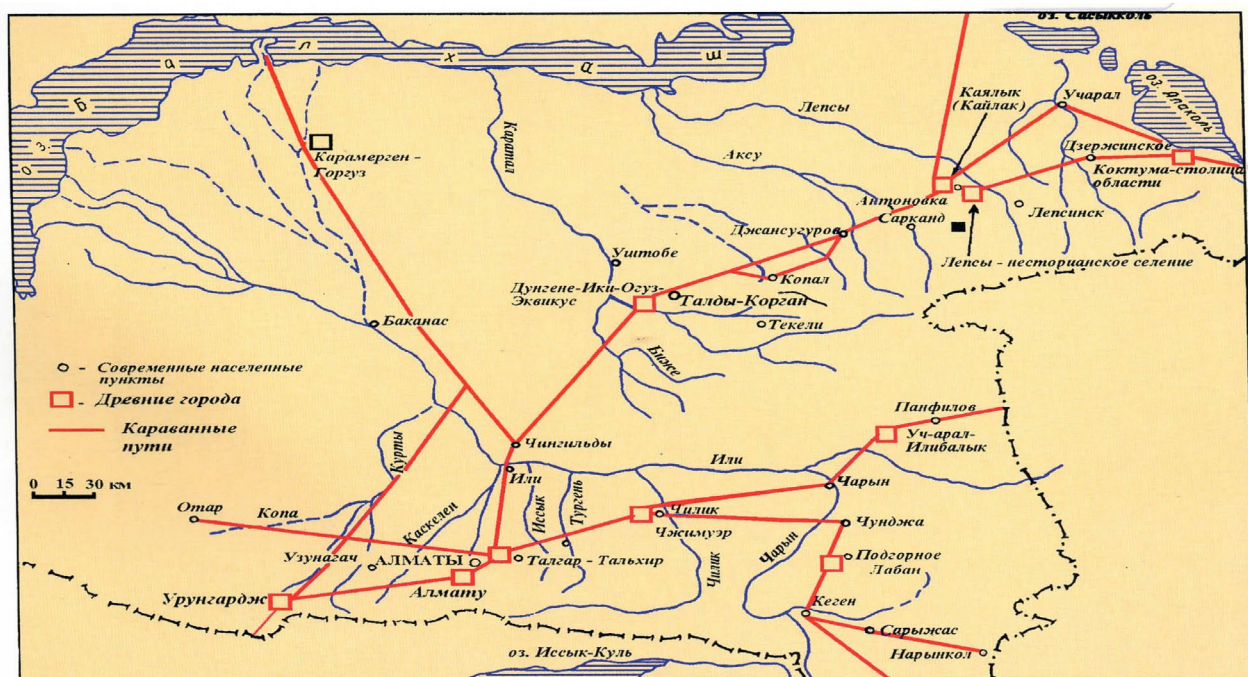 оз. Сасыкколь
оз. Балхаш
оз. Алаколь
Каялык
(Кайлак)
Учарал
Лепсы
Каратал
Аксу
Карамерген -
Горгуз
Дзержинское
Коктума-столица
области
Антоновка
Сарканд
Лепсинск
Джансугуров
Лепсы - несторианское селение
Уштобе
Копал
Дунгене-Ики-Огуз-
Эквикус
Талды-Корган
Баканас
Текели
Биже
- Современные населенные
пункты
- Древние города
Караванные
пути
Панфилов
Уч-арал-
Илибалык
Чингильды
Курты
Или
Или
Чарын
0 15 30 км
Отар
Копа
Каскелен
Иссык
Тургень
Чилик
Чжимуэр
Чунджа
Узунагач
АЛМАТЫ
Талгар - Тальхир
Чилик
Чарын
Подгорное
Лабан
Урунгардж
Алмату
Кеген
Сарыжас
Нарынкол
оз. Иссык-Куль